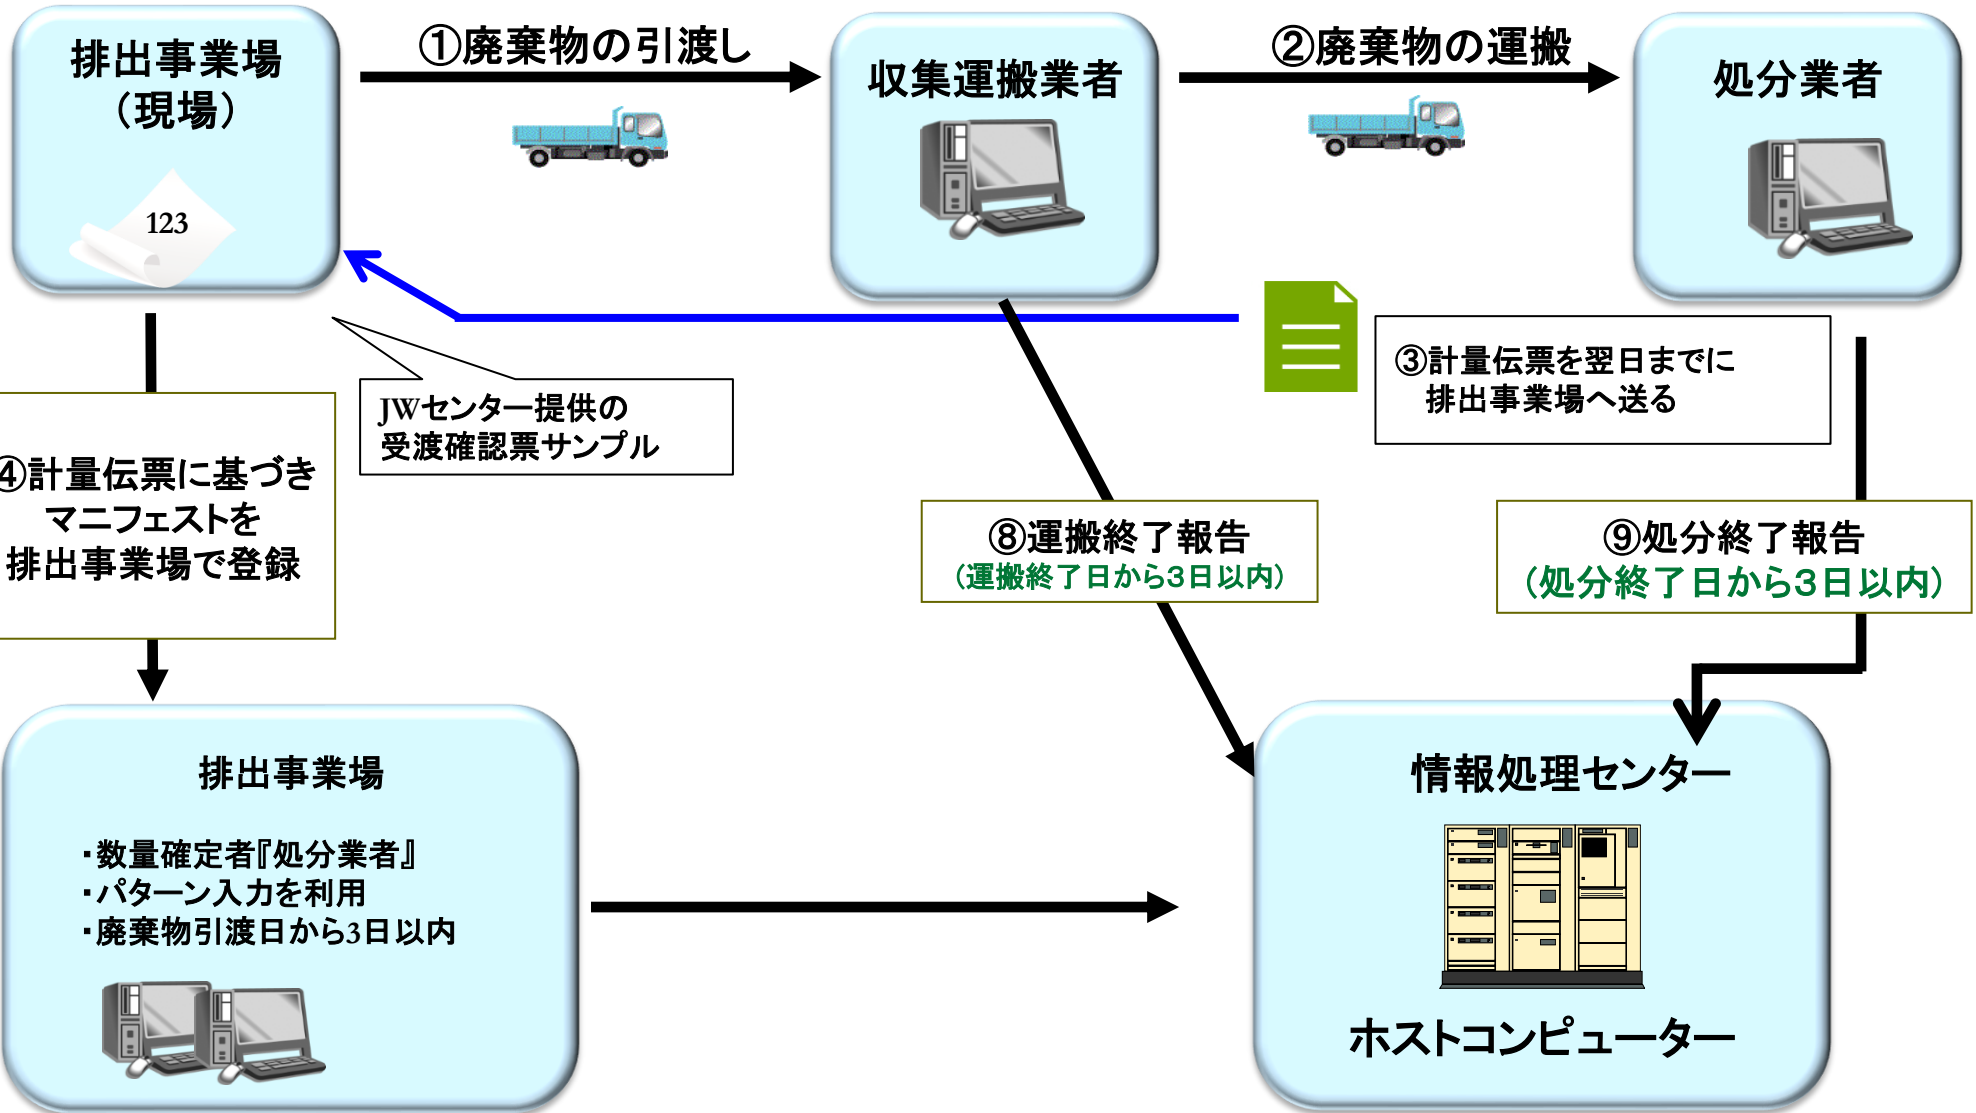 排出事業場
（現場）
123
①廃棄物の引渡し
収集運搬業者
②廃棄物の運搬
処分業者
JWセンター提供の
受渡確認票サンプル
③計量伝票を翌日までに
排出事業場へ送る
④計量伝票に基づき
マニフェストを
排出事業場で登録
⑧運搬終了報告
（運搬終了日から３日以内）
⑨処分終了報告
（処分終了日から３日以内）
排出事業場
・数量確定者『処分業者』
・パターン入力を利用
・廃棄物引渡日から3日以内
情報処理センター
ホストコンピューター